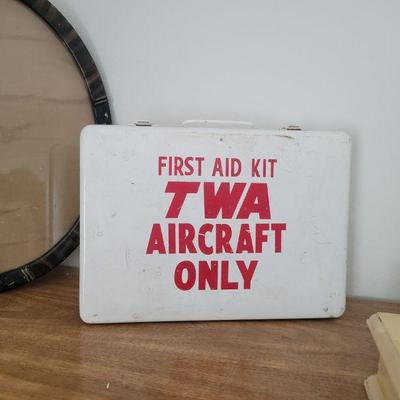 FIRST AID KIT
TWA
AIRCRAFT
ONLY